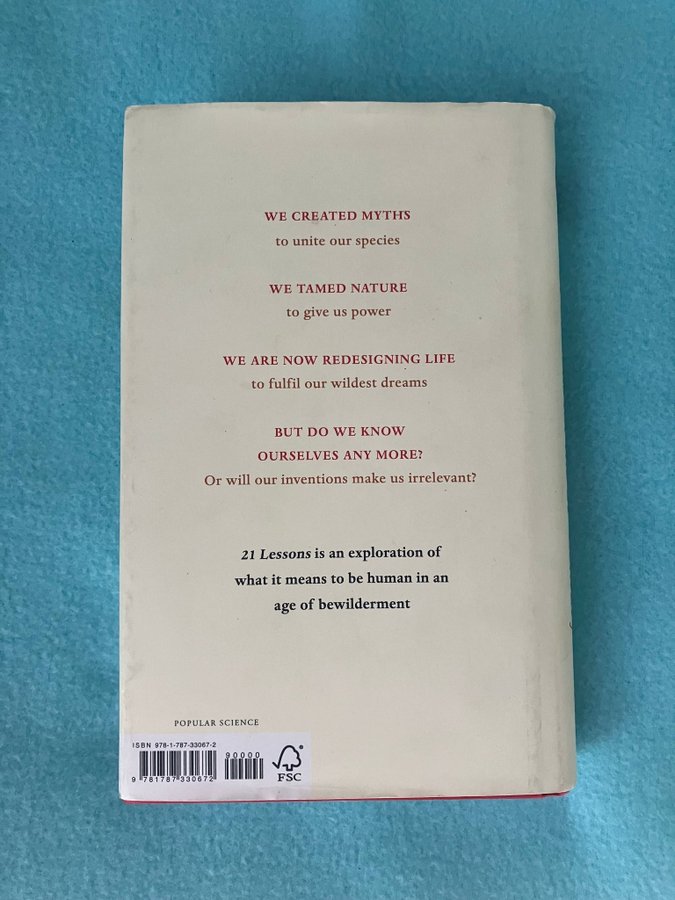 WE CREATED MYTHS
to unite our species
WE TAMED NATURE
to give us power
WE ARE NOW REDESIGNING LIFE
to fulfil our wildest dreams
BUT DO WE KNOW
OURSELVES ANY MORE?
Or will our inventions make us irrelevant?
21 Lessons is an exploration of
what it means to be human in an
age of bewilderment
POPULAR SCIENCE
ISBN 978-1-787-33067-2
90000
9 781787 330672
FSC